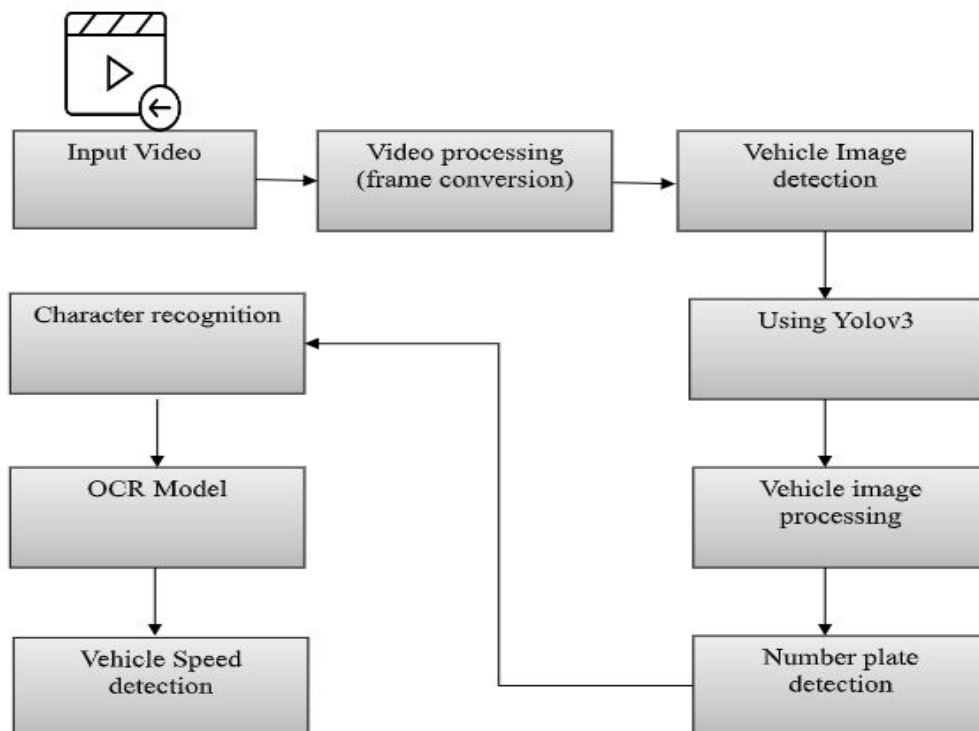 Input Video
Video processing
(frame conversion)
Vehicle Image
detection
Using Yolov3
Vehicle image
processing
Number plate
detection
Character recognition
OCR Model
Vehicle Speed
detection